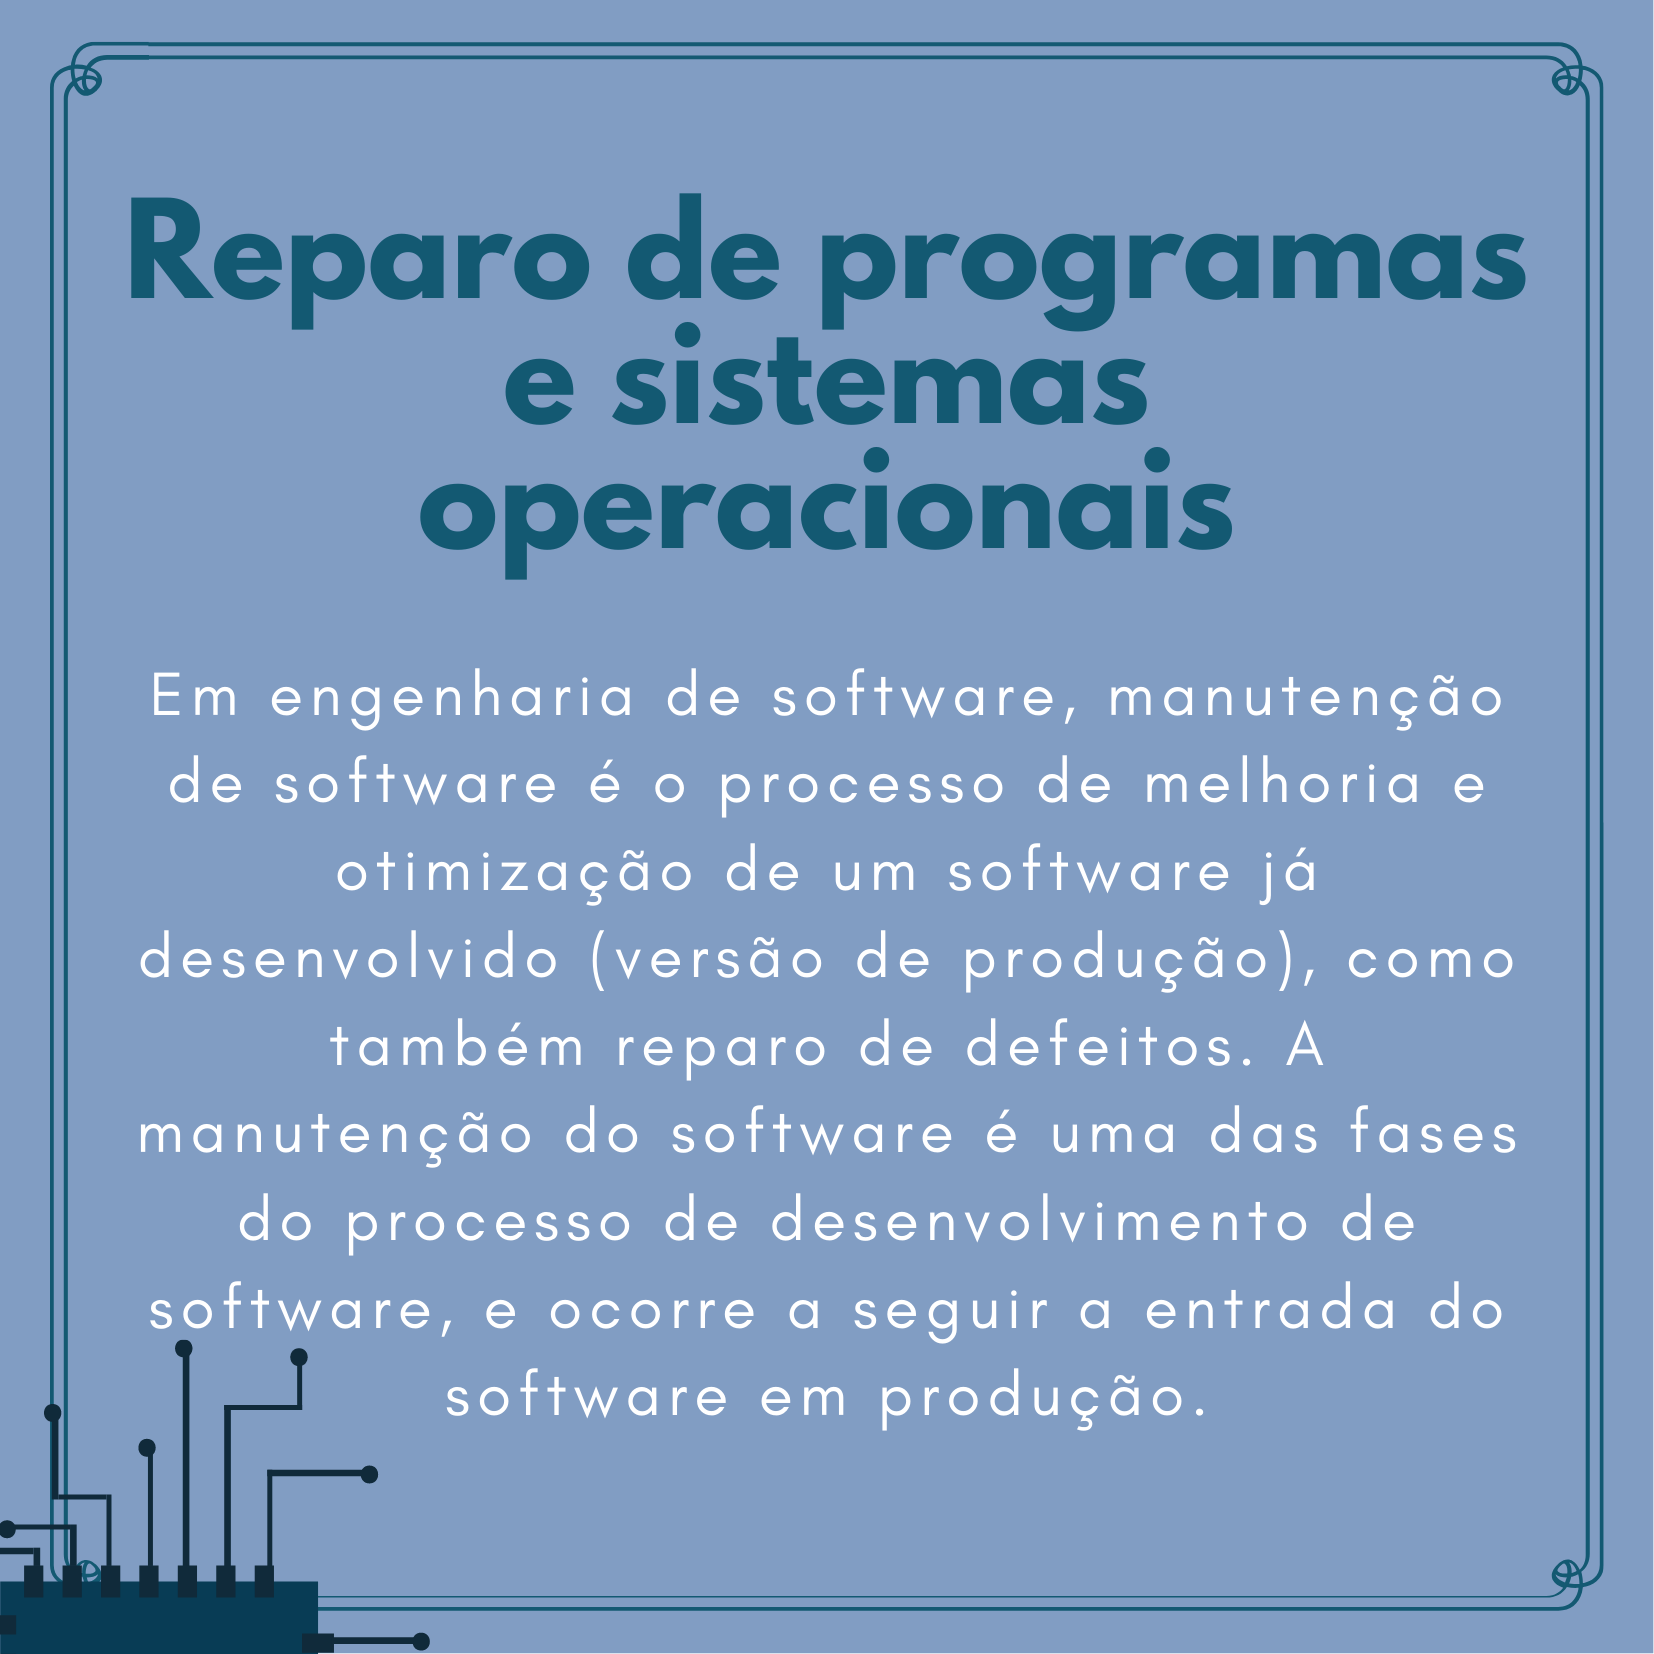 Reparo de programas
e sistemas
operacionais
Em engenharia de software, manutenção
de software é o processo de melhoria e
otimização de um software já
desenvolvido (versão de produção), como
também reparo de defeitos. A
manutenção do software é uma das fases
do processo de desenvolvimento de
software, e ocorre a seguir a entrada do
software em produção.